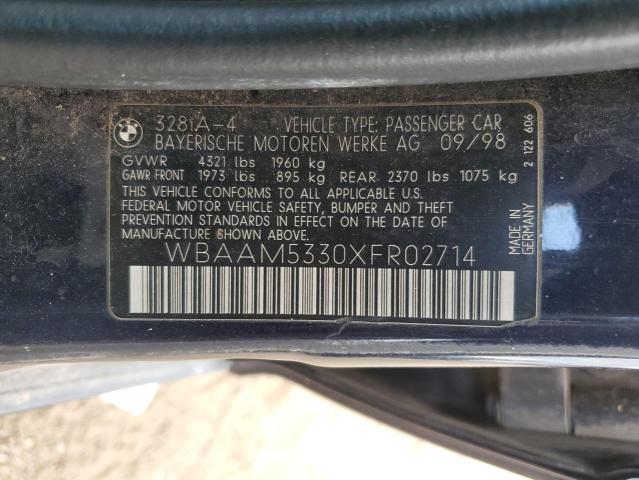 328iA-4 VEHICLE TYPE: PASSENGER CAR
BAYERISCHE MOTOREN WERKE AG 09/98
GVWR 4321 lbs 1960 kg
GAWR FRONT 1973 lbs 895 kg REAR: 2370 lbs 1075 kg
THIS VEHICLE CONFORMS TO ALL APPLICABLE U.S.
FEDERAL MOTOR VEHICLE SAFETY, BUMPER AND THEFT
PREVENTION STANDARDS IN EFFECT ON THE DATE OF
MANUFACTURE SHOWN ABOVE:
WBAAM5330XFR02714
2 122 606
MADE IN
GERMANY